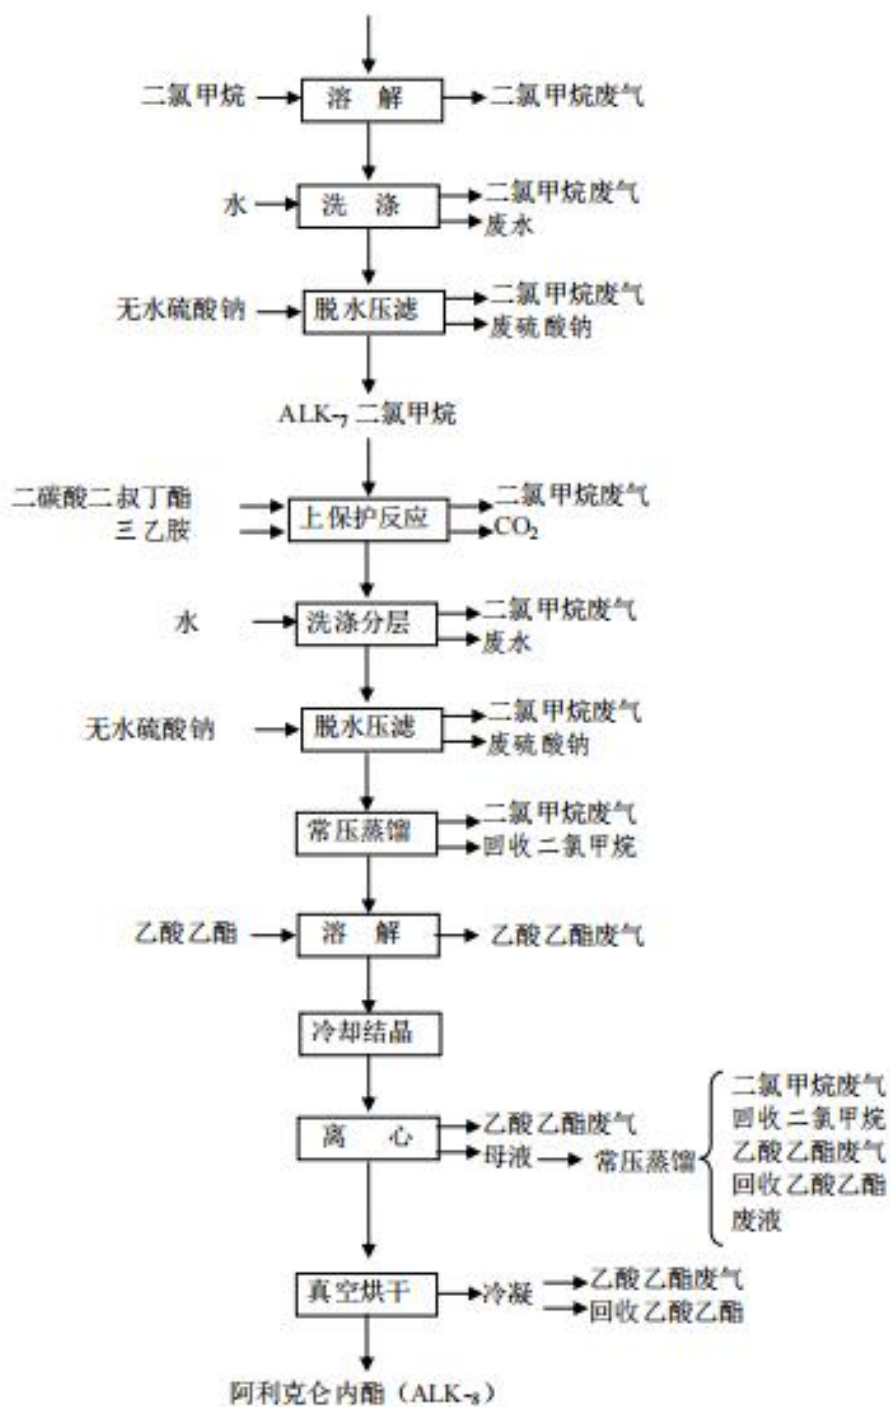 二氯甲烷
溶 解
二氯甲烷废气
水
洗 涤
二氯甲烷废气
废水
无水硫酸钠
脱水压滤
二氯甲烷废气
废硫酸钠
ALK-7 二氯甲烷
二碳酸二叔丁酯
三乙胺
上保护反应
二氯甲烷废气
CO₂
水
洗涤分层
二氯甲烷废气
废水
无水硫酸钠
脱水压滤
二氯甲烷废气
废硫酸钠
常压蒸馏
二氯甲烷废气
回收二氯甲烷
乙酸乙酯
溶 解
乙酸乙酯废气
冷却结晶
离 心
乙酸乙酯废气
母液
常压蒸馏
二氯甲烷废气
回收二氯甲烷
乙酸乙酯废气
回收乙酸乙酯
废液
真空烘干
冷凝
乙酸乙酯废气
回收乙酸乙酯
阿利克仑内酯（ALK-8）